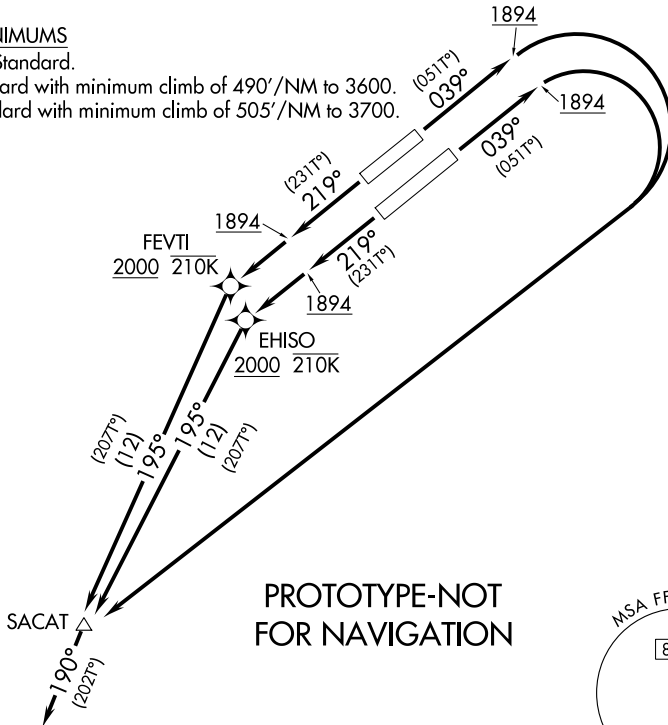 NIMUMS
Standard.
ard with minimum climb of 490'/NM to 3600.
dard with minimum climb of 505'/NM to 3700.
1894
(051T°)
039°
1894
039°
(051T°)
(231T°)
219°
1894
219°
(231T°)
1894
FEVTI
2000 210K
EHISO
2000 210K
(207T°)
(12)
195°
195°
(12)
(207T°)
SACAT
190°
(202T°)
PROTOTYPE-NOT
FOR NAVIGATION
MSA FF
8